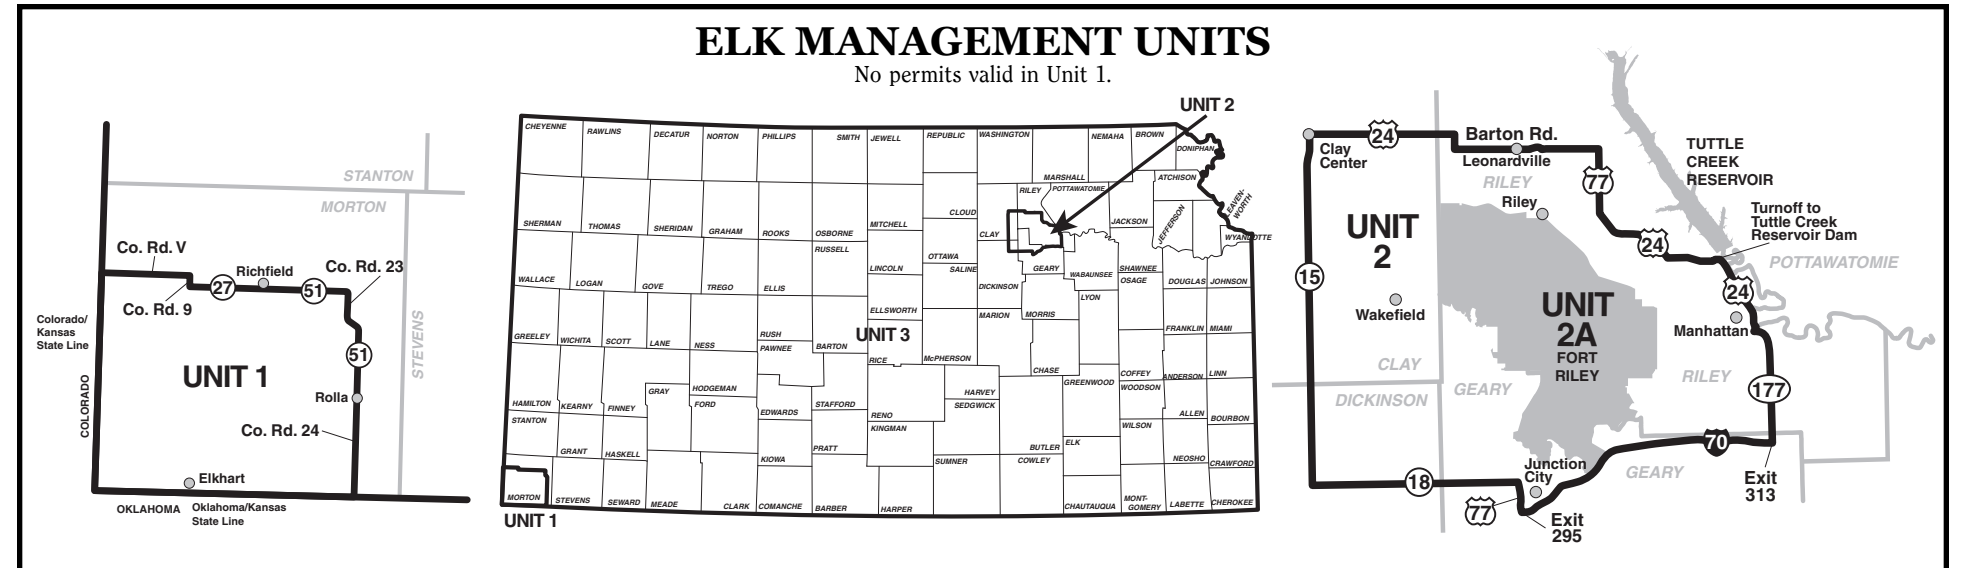 ELK MANAGEMENT UNITS
No permits valid in Unit 1.
STANTON
MORTON
Co. Rd. V
Richfield
Co. Rd. 23
27
51
Co. Rd. 9
Colorado/
Kansas
State Line
STEVENS
51
UNIT 1
COLORADO
Rolla
Co. Rd. 24
Elkhart
OKLAHOMA
Oklahoma/Kansas
State Line
UNIT 2
CHEYENNE
RAWLINS
DECATUR
NORTON
PHILLIPS
SMITH
JEWELL
REPUBLIC
WASHINGTON
NEMAHA
BROWN
DONIPHAN
MARSHALL
ATCHISON
RILEY
POTTAWATOMIE
LEAVEN-
WORTH
SHERMAN
THOMAS
SHERIDAN
GRAHAM
ROOKS
OSBORNE
MITCHELL
CLOUD
CLAY
JACKSON
JEFFERSON
WYANDOTTE
RUSSELL
LINCOLN
OTTAWA
SALINE
GEARY
WABAUNSEE
SHAWNEE
OSAGE
DOUGLAS
JOHNSON
WALLACE
LOGAN
GOVE
TREGO
ELLIS
DICKINSON
LYON
ELLSWORTH
MARION
MORRIS
GREELEY
WICHITA
SCOTT
LANE
NESS
RUSH
PAWNEE
BARTON
UNIT 3
RICE
McPHERSON
CHASE
FRANKLIN
MIAMI
COFFEY
ANDERSON
LINN
GREENWOOD
WOODSON
HAMILTON
KEARNY
FINNEY
GRAY
HODGEMAN
FORD
EDWARDS
STAFFORD
RENO
HARVEY
SEDGWICK
ALLEN
BOURBON
STANTON
KINGMAN
WILSON
GRANT
HASKELL
KIOWA
PRATT
SUMNER
BUTLER
COWLEY
ELK
NEOSHO
CRAWFORD
MORTON
STEVENS
SEWARD
MEADE
CLARK
COMANCHE
BARBER
HARPER
CHAUTAUQUA
MONT-
GOMERY
LABETTE
CHEROKEE
UNIT 1
24
Clay
Center
Barton Rd.
Leonardville
RILEY
77
TUTTLE
CREEK
RESERVOIR
Riley
Turnoff to
Tuttle Creek
Reservoir Dam
UNIT
2
24
POTTAWATOMIE
15
24
Wakefield
UNIT
2A
FORT
RILEY
Manhattan
CLAY
GEARY
RILEY
177
DICKINSON
70
Junction
City
GEARY
Exit
313
18
77
Exit
295